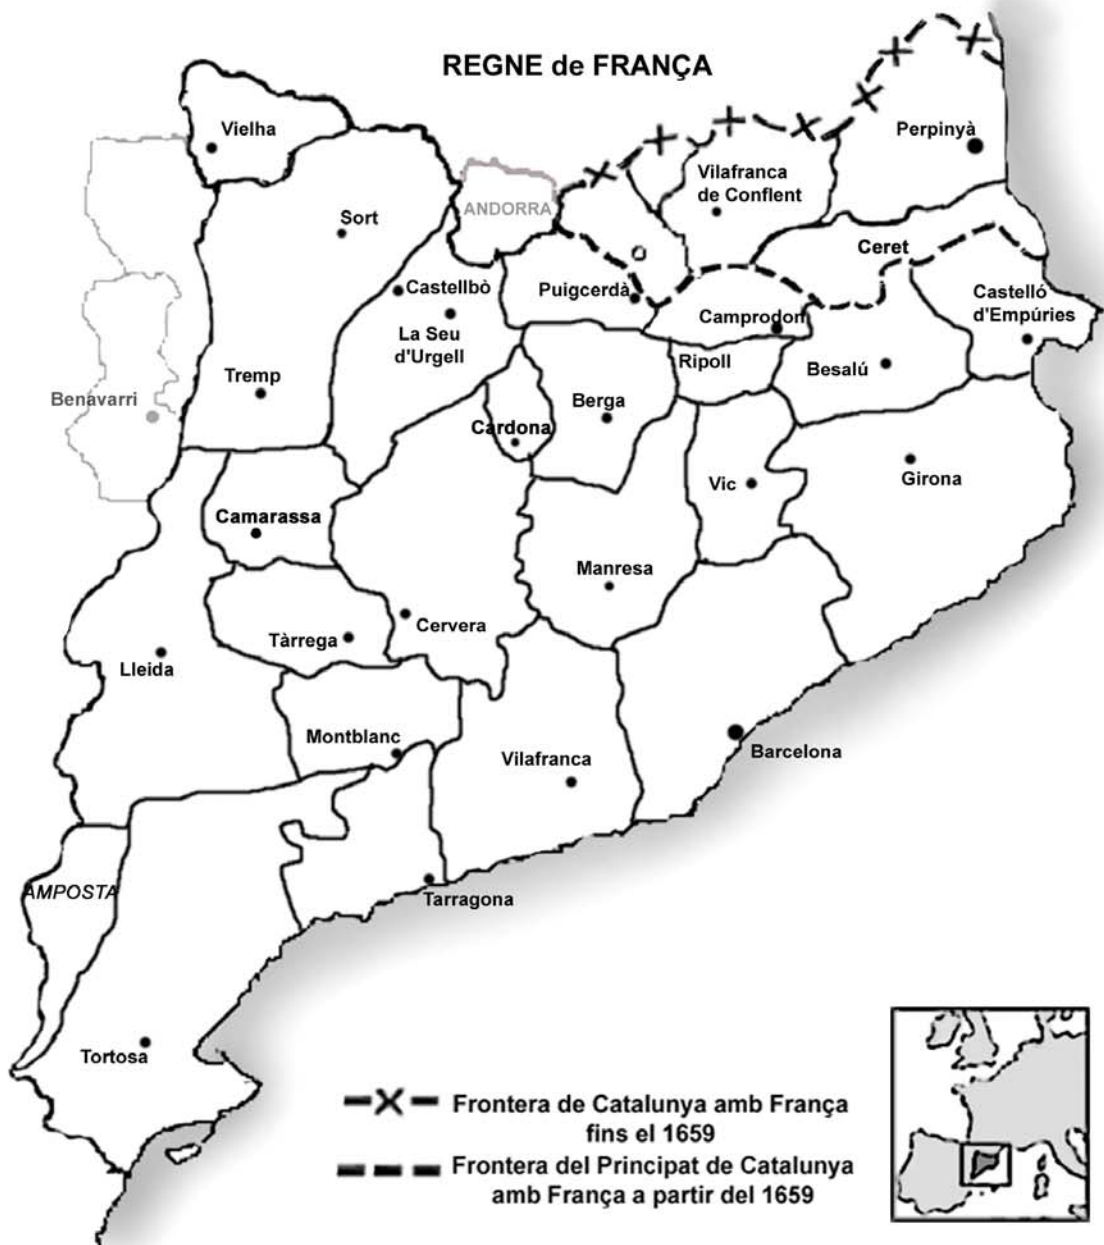 REGNE de FRANÇA
Vielha
Perpinyà
Vilafranca
de Conflent
ANDORRA
Sort
Ceret
Castellbò
Puigcerdà
Castelló
d'Empúries
La Seu
d'Urgell
Camprodon
Ripoll
Besalú
Tremp
Benavarri
Berga
Cardona
Girona
Vic
Camarassa
Manresa
Cervera
Tàrrega
Lleida
Montblanc
Barcelona
Vilafranca
AMPOSTA
Tarragona
Tortosa
Frontera de Catalunya amb França
fins el 1659
Frontera del Principat de Catalunya
amb França a partir del 1659